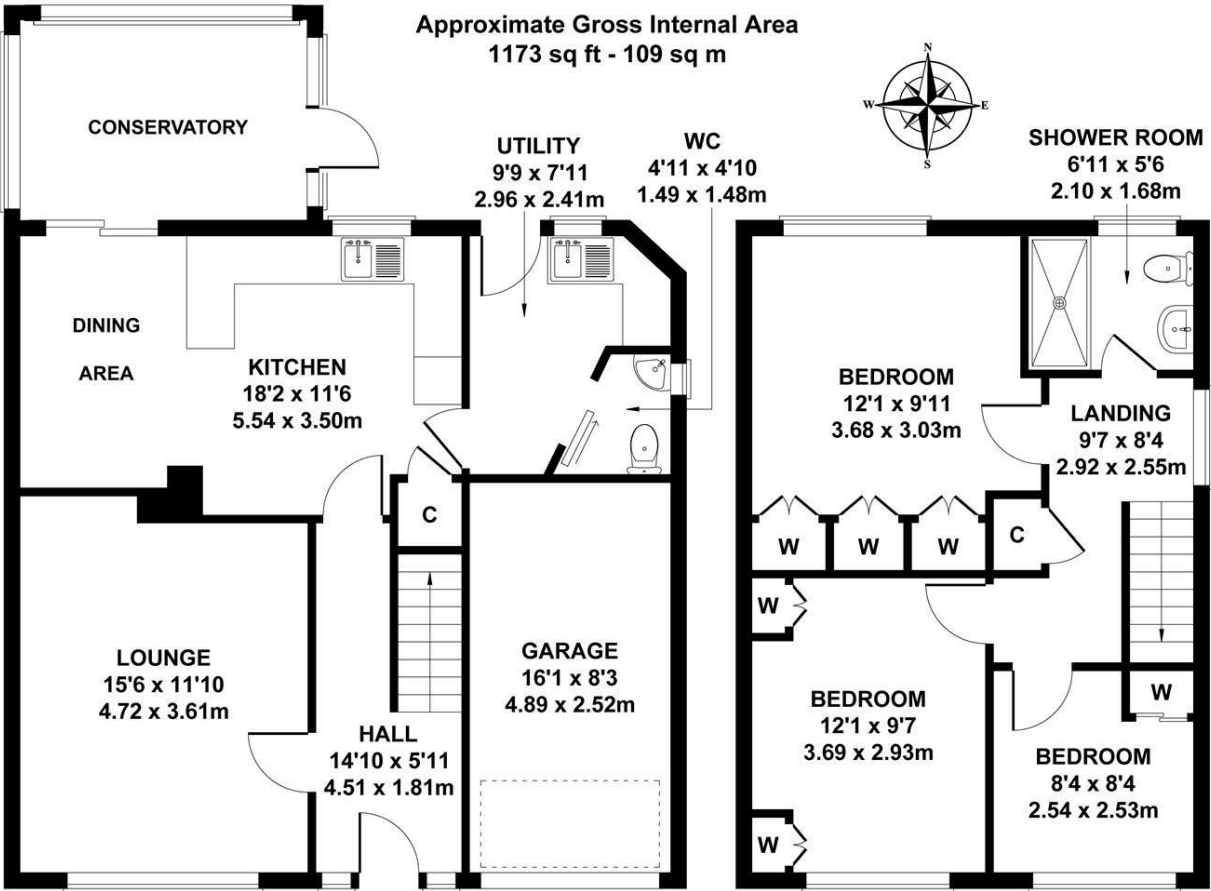 Approximate Gross Internal Area
1173 sq ft - 109 sq m
N
W
E
S
CONSERVATORY
UTILITY
9'9 x 7'11
2.96 x 2.41m
WC
4'11 x 4'10
1.49 x 1.48m
SHOWER ROOM
6'11 x 5'6
2.10 x 1.68m
DINING
AREA
KITCHEN
18'2 x 11'6
5.54 x 3.50m
C
LOUNGE
15'6 x 11'10
4.72 x 3.61m
HALL
14'10 x 5'11
4.51 x 1.81m
GARAGE
16'1 x 8'3
4.89 x 2.52m
BEDROOM
12'1 x 9'11
3.68 x 3.03m
LANDING
9'7 x 8'4
2.92 x 2.55m
W
W
W
C
W
BEDROOM
12'1 x 9'7
3.69 x 2.93m
W
W
BEDROOM
8'4 x 8'4
2.54 x 2.53m